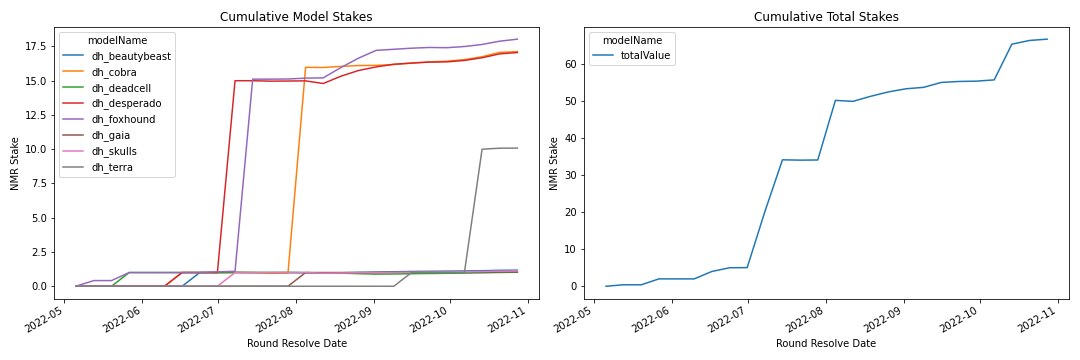 Cumulative Model Stakes
modelName
dh_beautybeast
dh_cobra
dh_deadcell
dh_desperado
dh_foxhound
dh_gaia
dh_skulls
dh_terra
17.5
15.0
12.5
10.0
7.5
5.0
2.5
0.0
NMR Stake
2022-05
2022-06
2022-07
2022-08
2022-09
2022-10
2022-11
Round Resolve Date
Cumulative Total Stakes
modelName
totalValue
60
50
40
30
20
10
0
NMR Stake
2022-05
2022-06
2022-07
2022-08
2022-09
2022-10
2022-11
Round Resolve Date